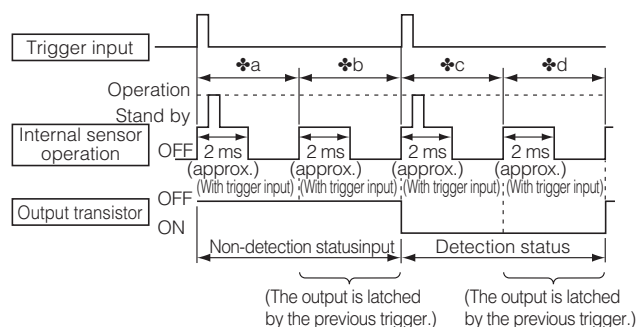 Trigger input
✤a ✤b ✤c ✤d
Operation
Stand by
Internal sensor operation
OFF
2 ms (approx.) (With trigger input)
2 ms (approx.) (With trigger input)
2 ms (approx.) (With trigger input)
2 ms (approx.) (With trigger input)
Output transistor
OFF
ON
Non-detection statusinput
Detection status
(The output is latched
by the previous trigger.)
(The output is latched
by the previous trigger.)